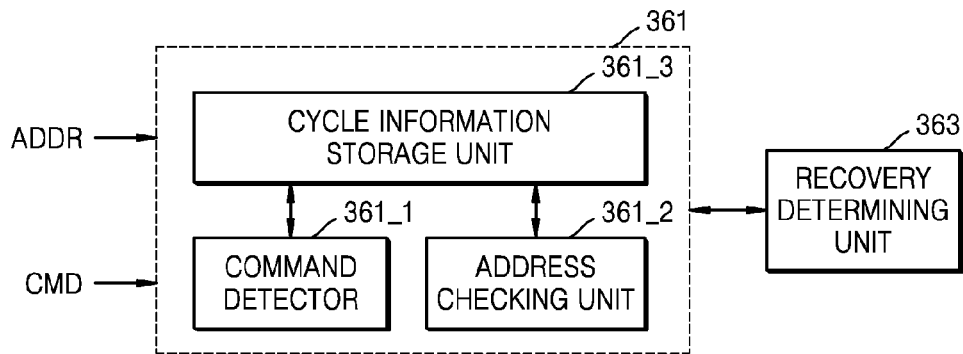 361
361_3
CYCLE INFORMATION
STORAGE UNIT
ADDR
363
RECOVERY
DETERMINING
UNIT
361_1
361_2
COMMAND
DETECTOR
ADDRESS
CHECKING UNIT
CMD